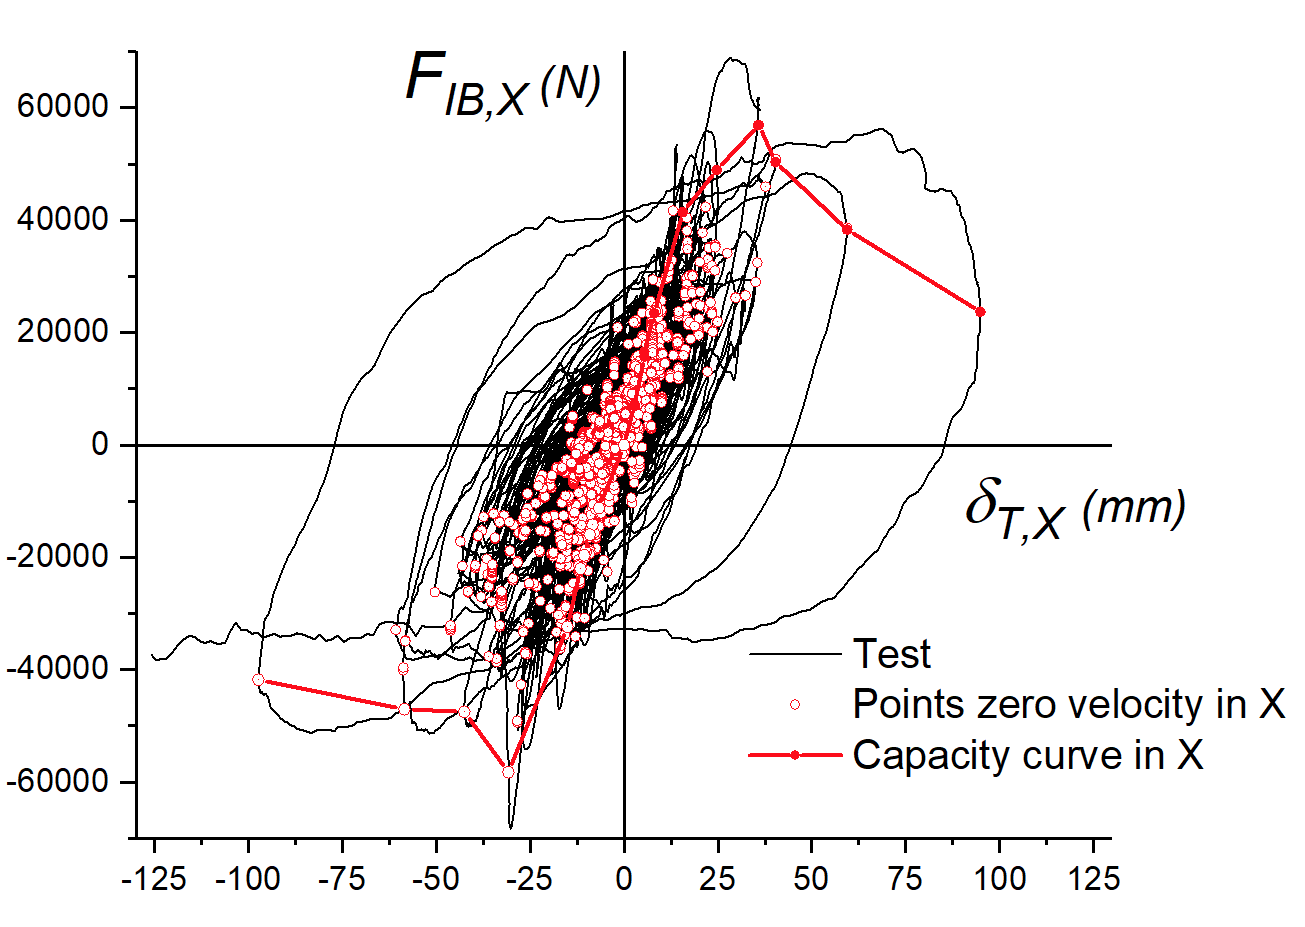 F_IB,X (N)
60000
40000
20000
0
-20000
-40000
-60000
δ_T,X (mm)
Test
Points zero velocity in X
Capacity curve in X
-125 -100 -75 -50 -25 0 25 50 75 100 125